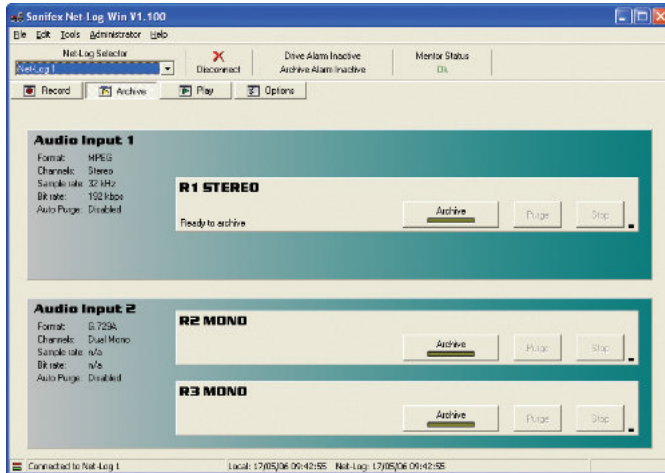 Sonifex Net-Log Win V1.100
File Edit Tools Administrator Help
Net-Log Selector
Net-Log 1
Disconnect
Drive Alarm Inactive
Archive Alarm Inactive
Mentor Status
Ok
Record Archive Play Options
Audio Input 1
Format: MPEG
Channels: Stereo
Sample rate: 32 kHz
Bit rate: 192 kbps
Auto Purge: Disabled
R1 STEREO
Ready to archive
Archive Purge Stop
Audio Input 2
Format: G.729A
Channels: Dual Mono
Sample rate: n/a
Bit rate: n/a
Auto Purge: Disabled
R2 MONO
Archive Purge Stop
R3 MONO
Archive Purge Stop
Connected to Net-Log 1 Local: 17/05/06 09:42:55 Net-Log: 17/05/06 09:42:55